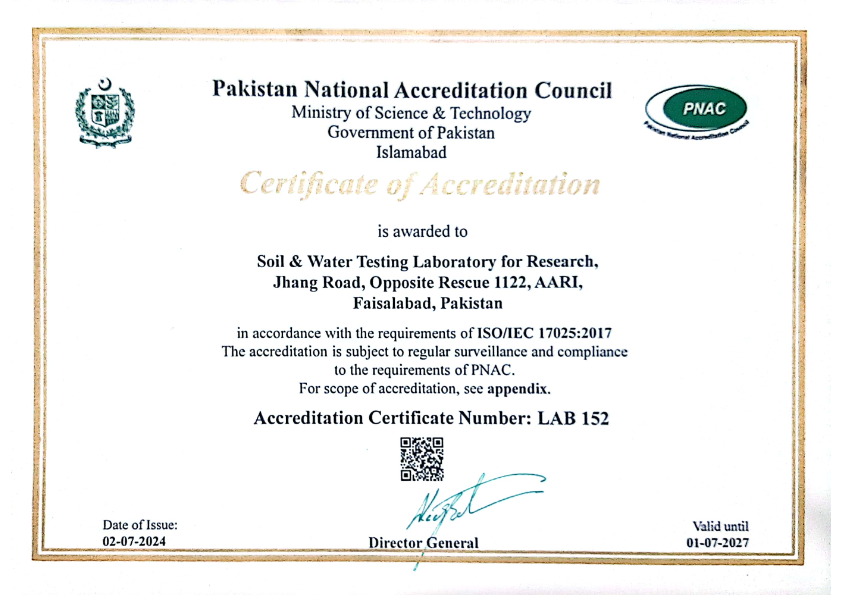 Pakistan National Accreditation Council
Ministry of Science & Technology
Government of Pakistan
Islamabad
PNAC
Pakistan National Accreditation Council
Certificate of Accreditation
is awarded to
Soil & Water Testing Laboratory for Research,
Jhang Road, Opposite Rescue 1122, AARI,
Faisalabad, Pakistan
in accordance with the requirements of ISO/IEC 17025:2017
The accreditation is subject to regular surveillance and compliance
to the requirements of PNAC.
For scope of accreditation, see appendix.
Accreditation Certificate Number: LAB 152
Date of Issue:
02-07-2024
Director General
Valid until
01-07-2027